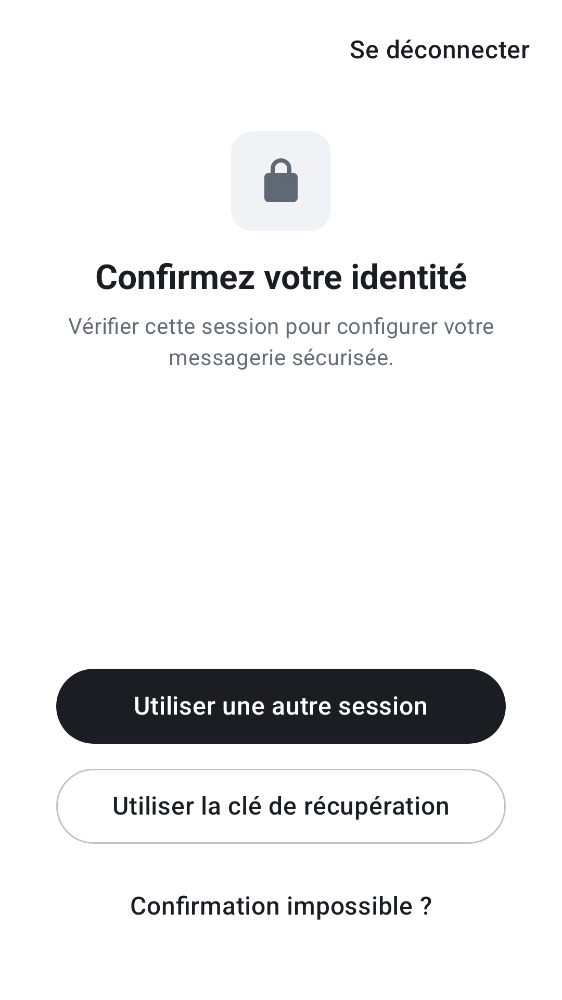 Se déconnecter
Confirmez votre identité
Vérifier cette session pour configurer votre
messagerie sécurisée.
Utiliser une autre session
Utiliser la clé de récupération
Confirmation impossible ?